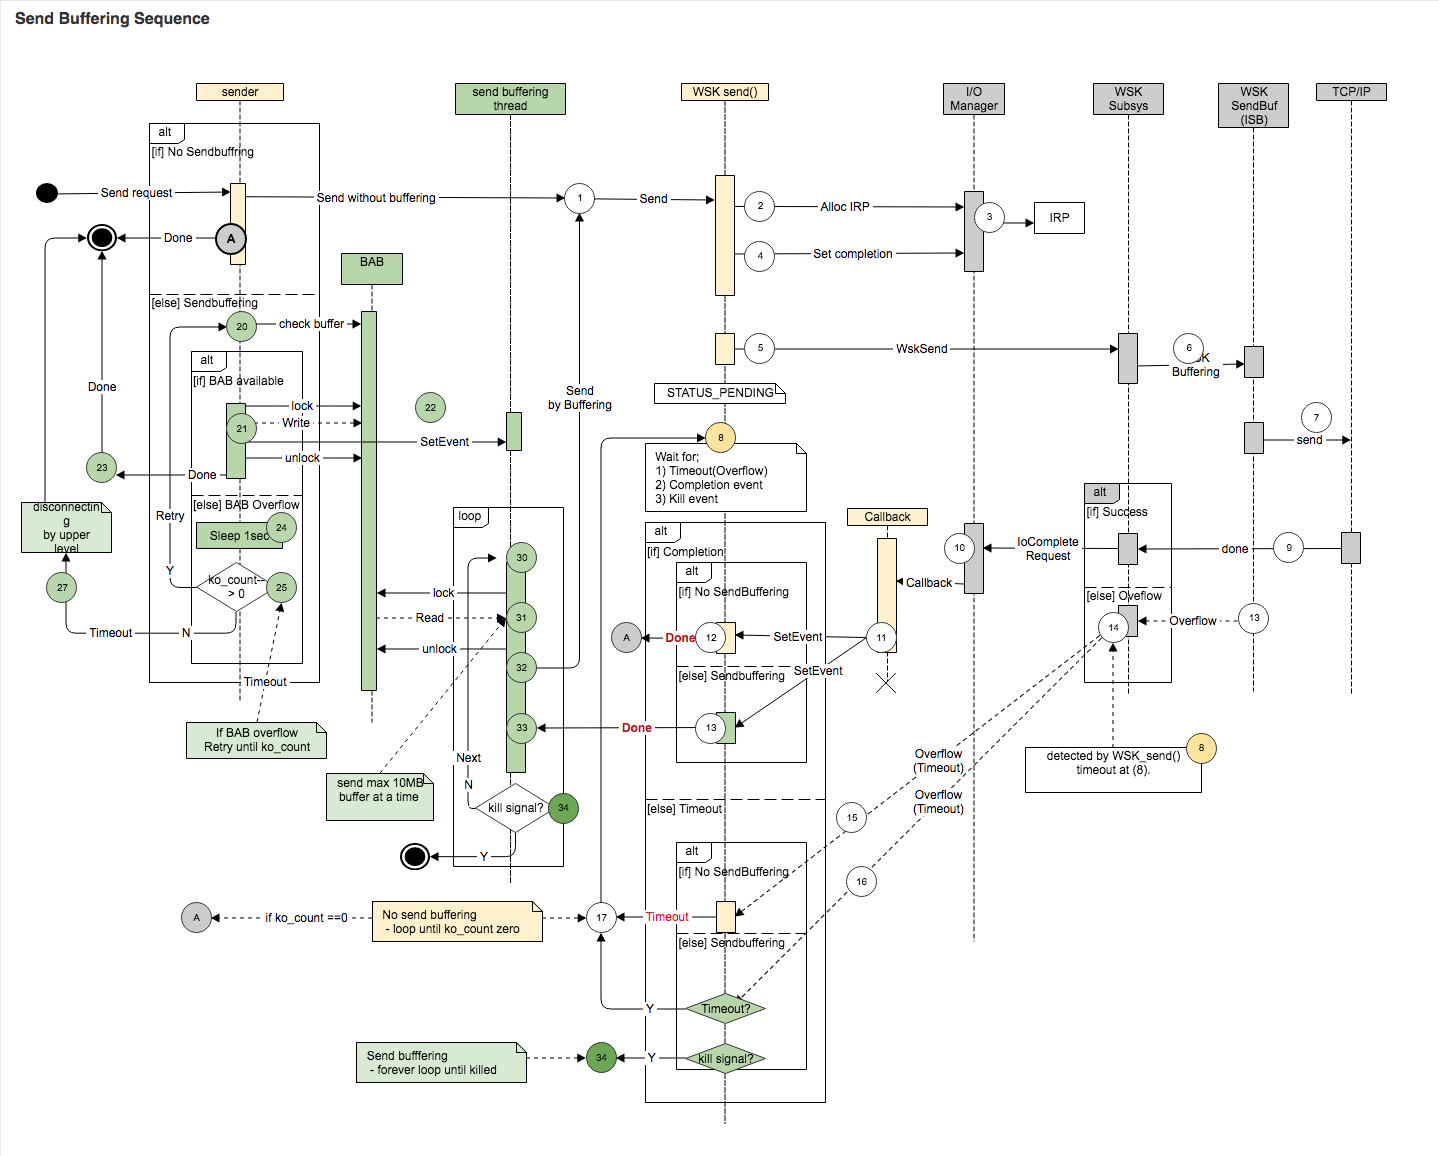 Send Buffering Sequence
sender
send buffering
thread
WSK send()
I/O
Manager
WSK
Subsys
WSK
SendBuf
(ISB)
TCP/IP
alt
[if] No Sendbuffring
Send request
Send without buffering
1
Send
2
Alloc IRP
3
IRP
Done
A
4
Set completion
BAB
[else] Sendbuffering
20
check buffer
5
WskSend
6
Buffering
alt
[if] BAB available
Done
lock
22
Send
by Buffering
STATUS_PENDING
21
Write
7
send
SetEvent
8
unlock
Wait for;
1) Timeout(Overflow)
2) Completion event
3) Kill event
23
Done
[else] BAB Overflow
alt
[if] Success
disconnectin
g
by upper
level
Retry
24
Sleep 1sec
loop
Callback
alt
[if] Completion
10
IoComplete
Request
done
9
30
alt
[if] No SendBuffering
Callback
Y
ko_count--
> 0
25
27
lock
[else] Oveflow
Read
31
14
Overflow
13
Timeout
N
A
Done
12
SetEvent
11
unlock
32
[else] Sendbuffering
SetEvent
Timeout
If BAB overflow
Retry until ko_count
33
Done
13
8
detected by WSK_send()
timeout at (8).
Next
N
Overflow
(Timeout)
send max 10MB
buffer at a time
Overflow
(Timeout)
kill signal?
34
[else] Timeout
15
Y
alt
[if] No SendBuffering
16
A
if ko_count ==0
No send buffering
- loop until ko_count zero
17
Timeout
[else] Sendbuffering
Y
Timeout?
Send bufffering
- forever loop until killed
34
Y
kill signal?